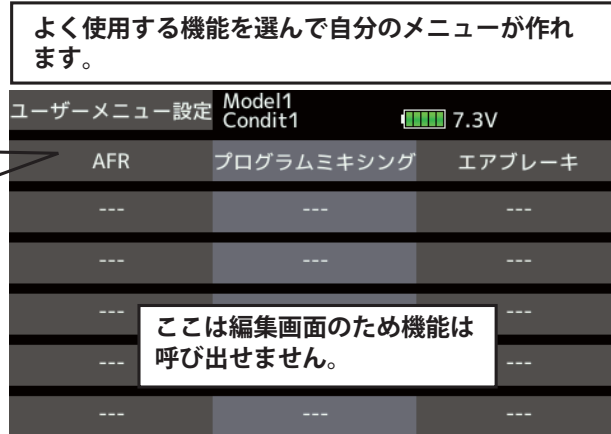 よく使用する機能を選んで自分のメニューが作れ
ます。
ユーザーメニュー設定 Model1
Condit1 7.3V
AFR プログラムミキシング エアブレーキ
--- --- ---
--- --- ---
--- ---
ここは編集画面のため機能は
呼び出せません。
---
--- --- ---
--- --- ---